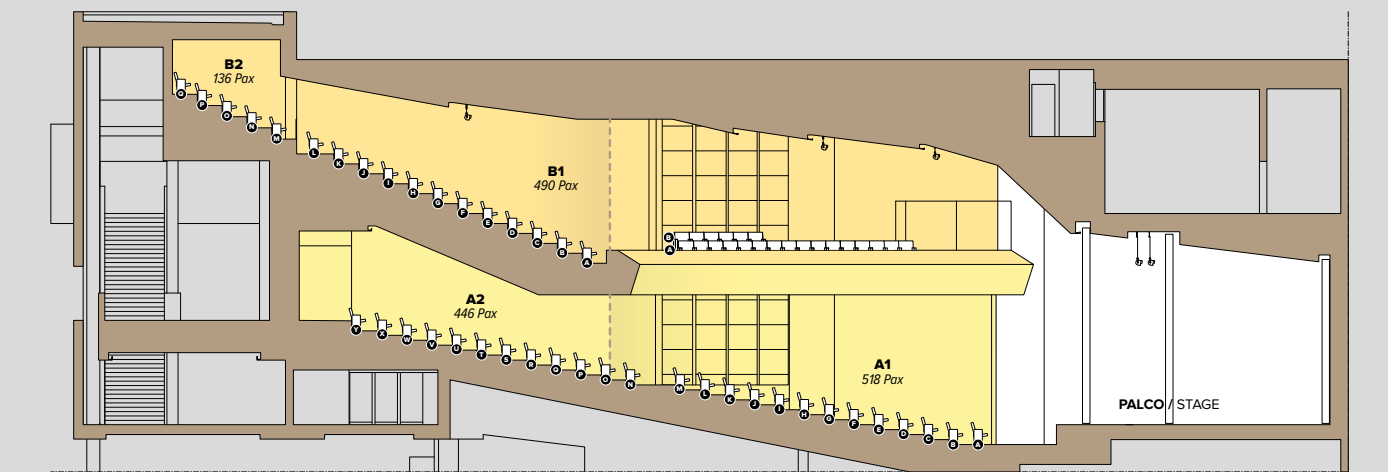 B2
136 Pax
Q P O N M
L K J I H G F E D C B A
B1
490 Pax
B
A
A2
446 Pax
Y X W V U T S R Q P O N
M L K J I H G F E D C B A
A1
518 Pax
PALCO / STAGE